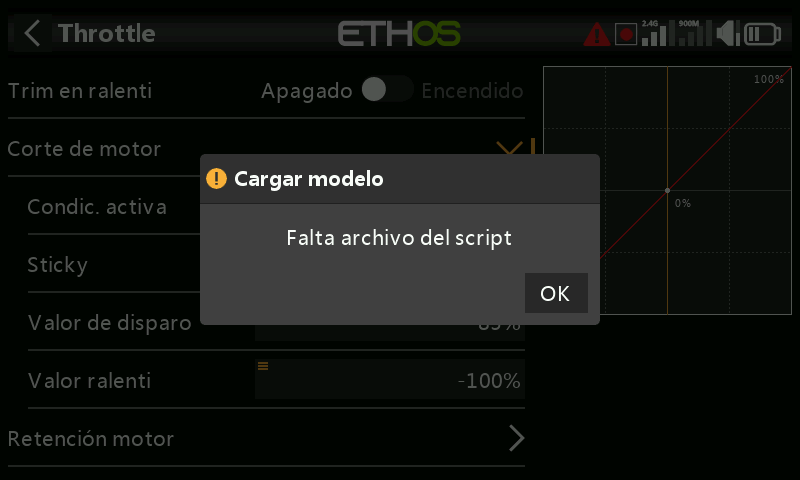 Throttle
ETHOS
2.4G
900M
Trim en ralenti
Apagado
Encendido
100%
Corte de motor
Cargar modelo
Condic. activa
0%
Falta archivo del script
Sticky
OK
Valor de disparo
85%
Valor ralenti
-100%
Retención motor